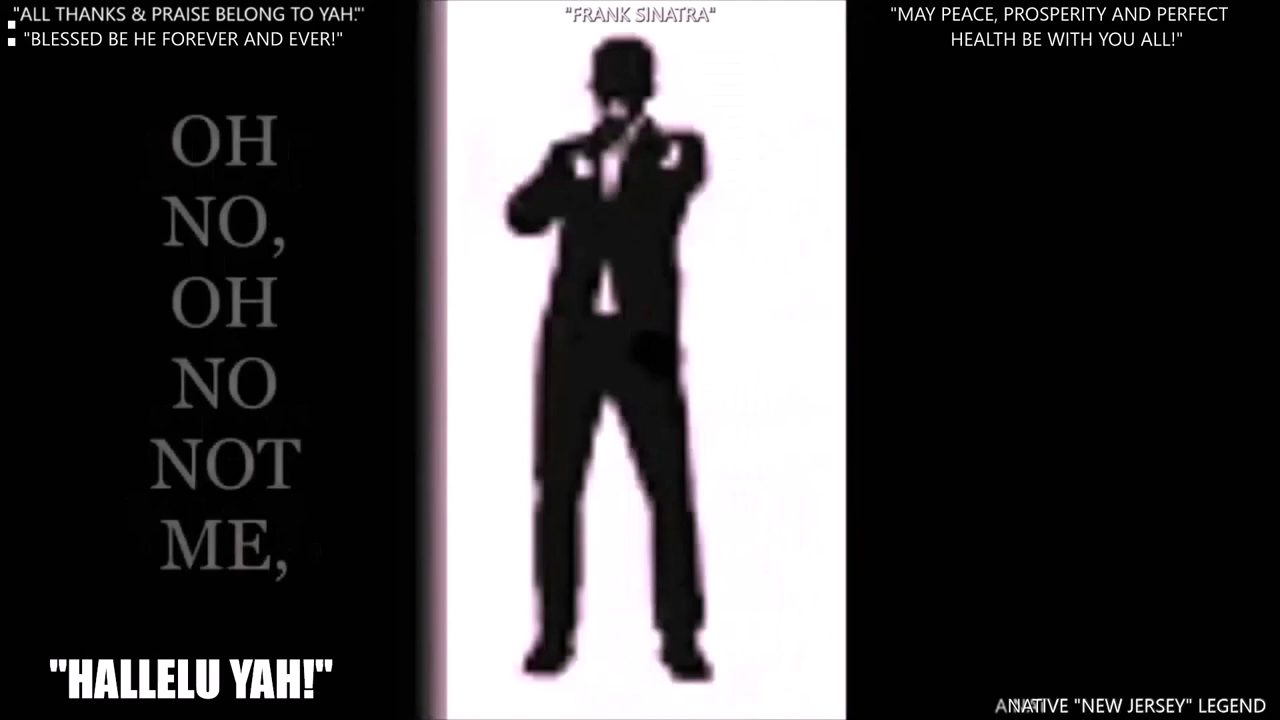 "ALL THANKS & PRAISE BELONG TO YAH."
"BLESSED BE HE FOREVER AND EVER!"
"FRANK SINATRA"
"MAY PEACE, PROSPERITY AND PERFECT
HEALTH BE WITH YOU ALL!"
OH
NO,
OH
NO
NOT
ME,
"HALLELU YAH!"
NATIVE "NEW JERSEY" LEGEND